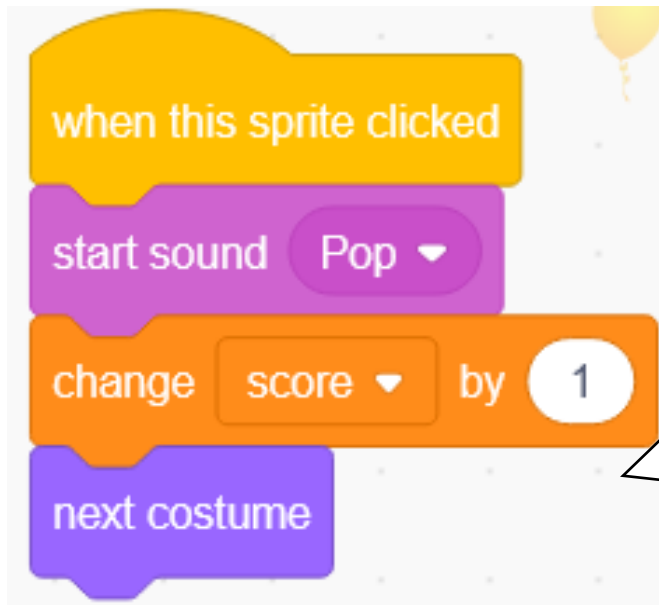 when this sprite clicked
start sound Pop
change score by 1
next costume